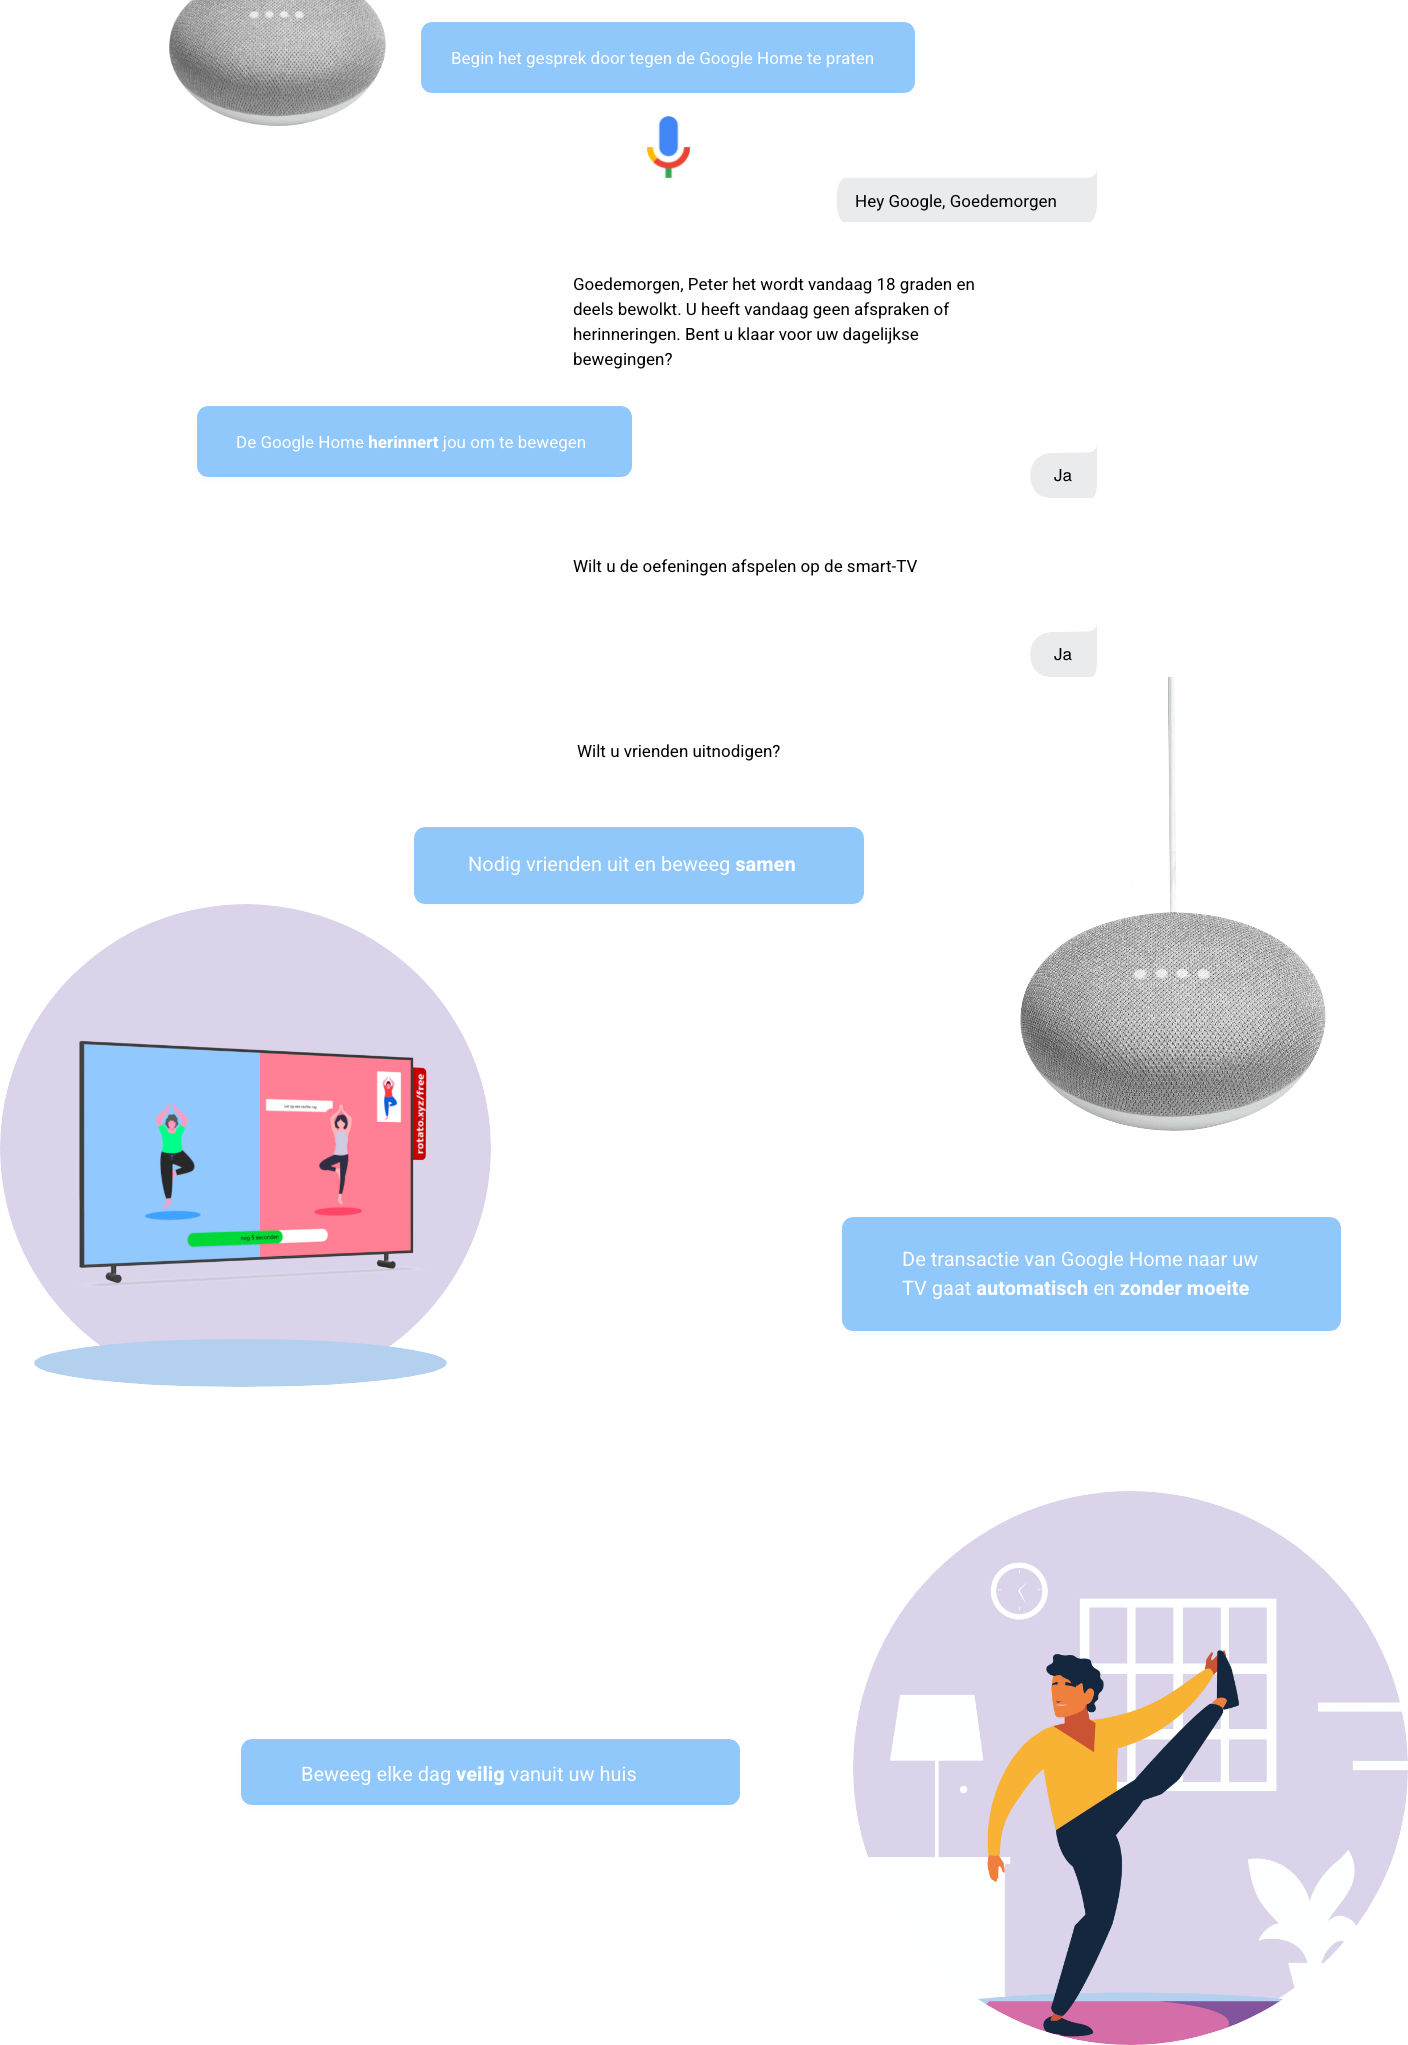 Begin het gesprek door tegen de Google Home te praten
Hey Google, Goedemorgen
Goedemorgen, Peter het wordt vandaag 18 graden en
deels bewolkt. U heeft vandaag geen afspraken of
herinneringen. Bent u klaar voor uw dagelijkse
bewegingen?
De Google Home herinnert jou om te bewegen
Ja
Wilt u de oefeningen afspelen op de smart-TV
Ja
Wilt u vrienden uitnodigen?
Nodig vrienden uit en beweeg samen
rotato.xyz/free
nog 5 seconden
De transactie van Google Home naar uw
TV gaat automatisch en zonder moeite
Beweeg elke dag veilig vanuit uw huis